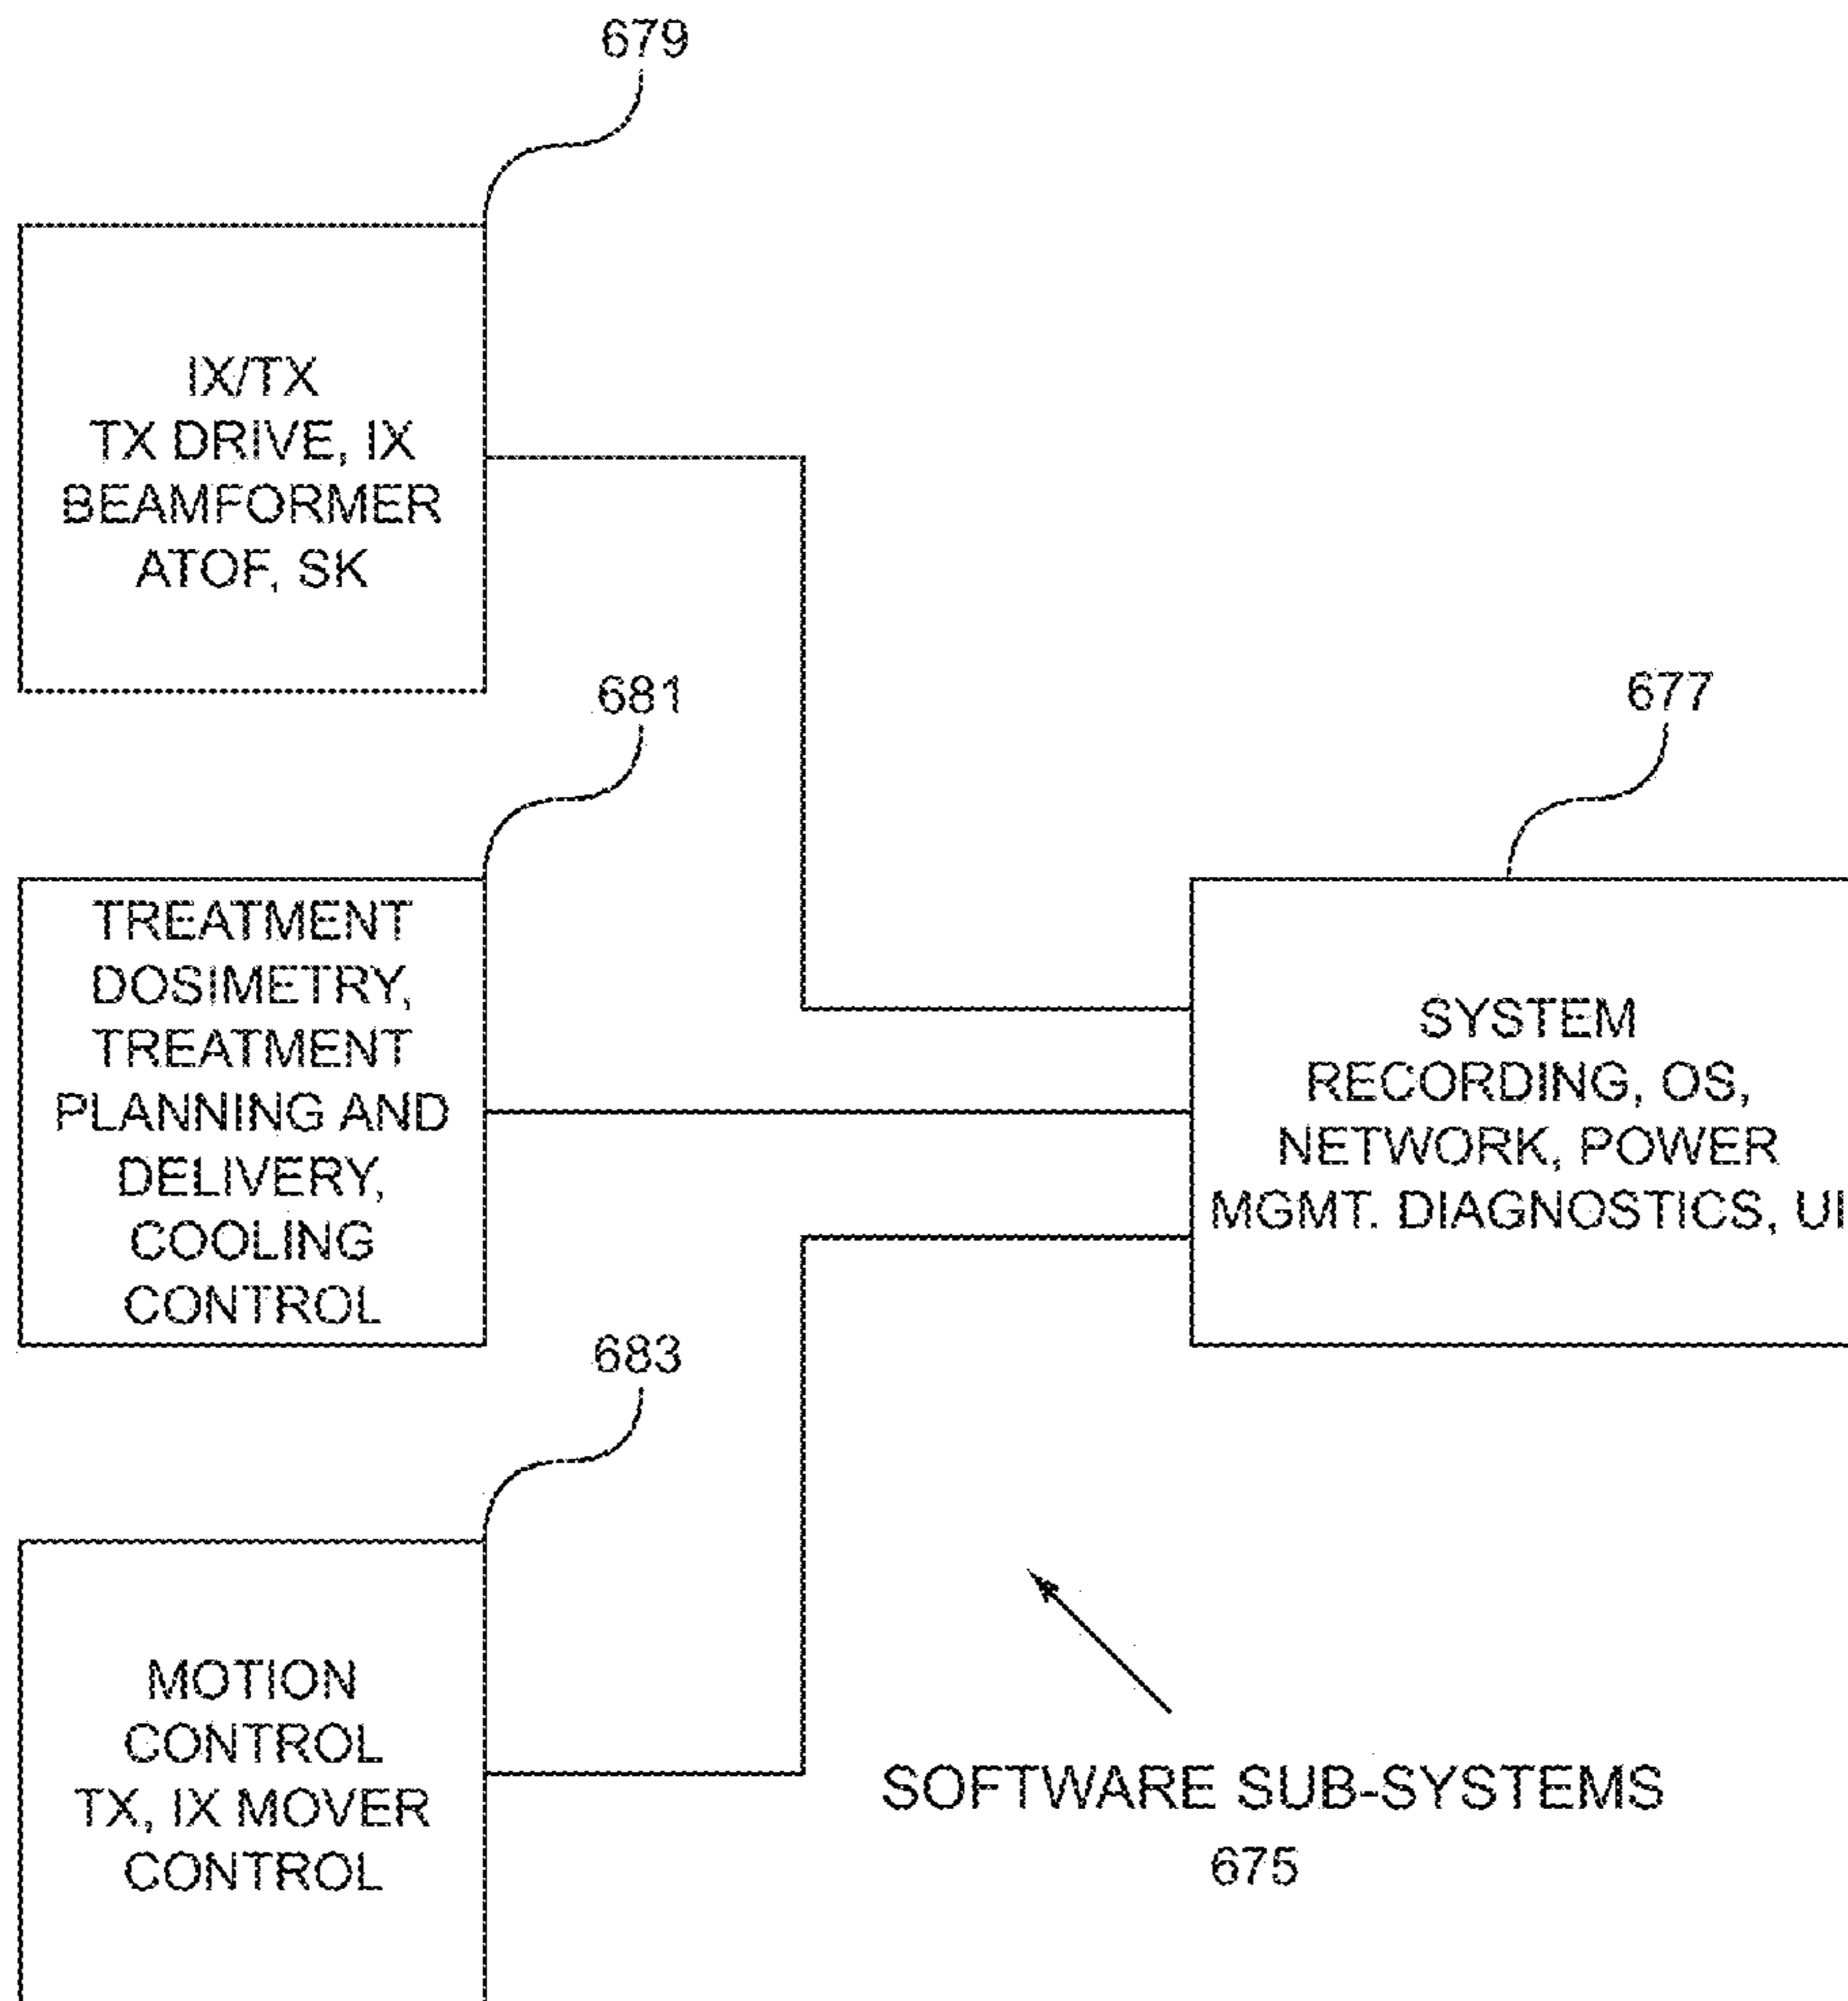 679
IX/TX
TX DRIVE, IX
BEAMFORMER
ATOF, SK
681
TREATMENT
DOSIMETRY,
TREATMENT
PLANNING AND
DELIVERY,
COOLING
CONTROL
677
SYSTEM
RECORDING, OS,
NETWORK, POWER
MGMT. DIAGNOSTICS, UI
683
MOTION
CONTROL
TX, IX MOVER
CONTROL
SOFTWARE SUB-SYSTEMS
675